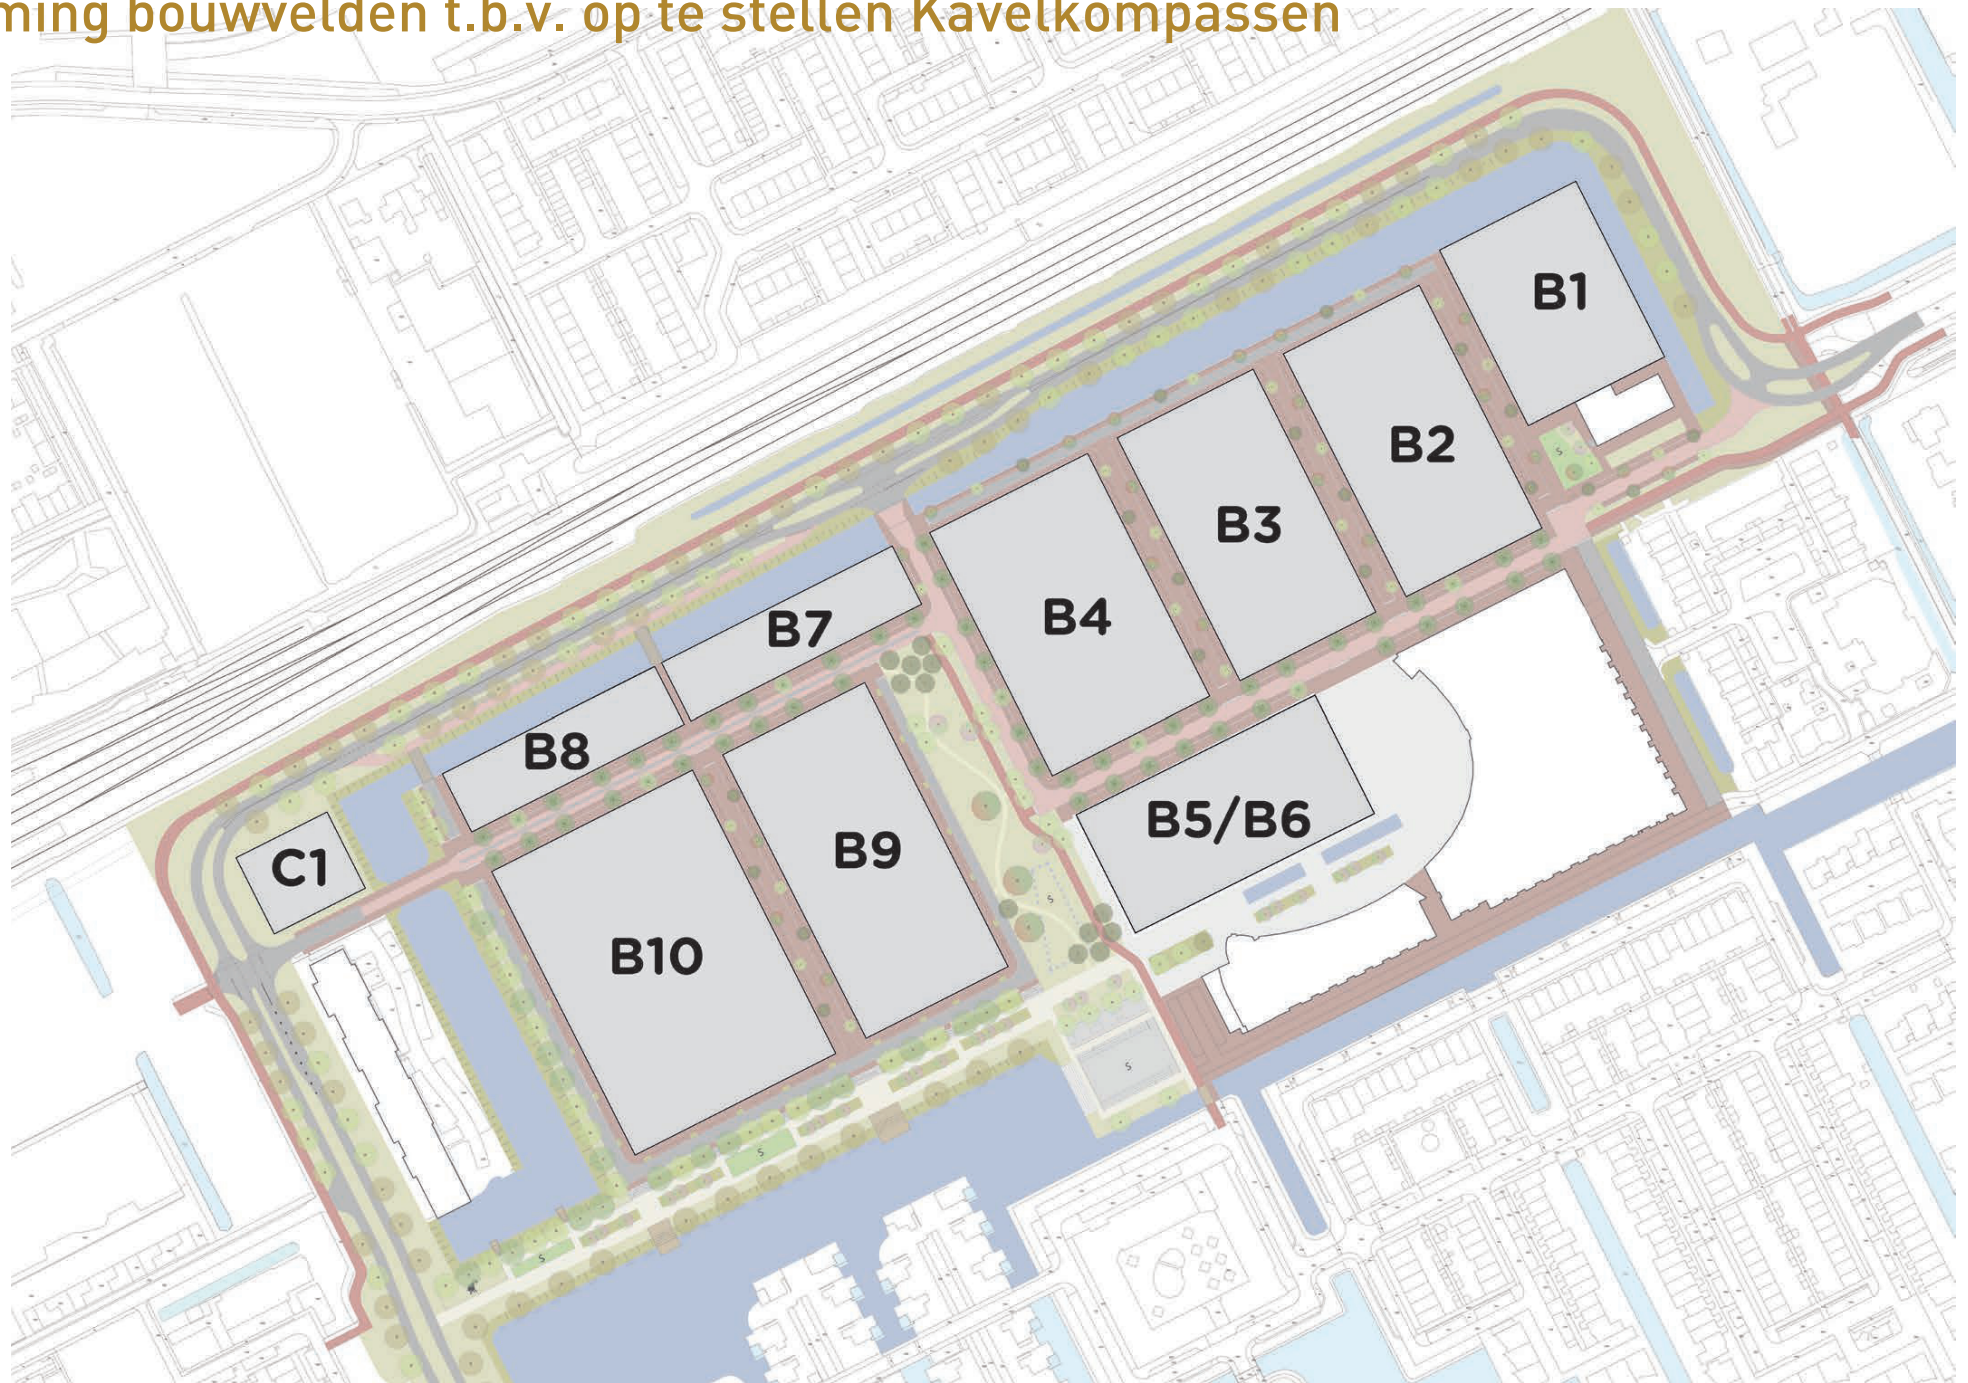 ming bouwvelden t.b.v. op te stellen Kavelkompassen
B1
B2
B3
B4
B7
B8
B5/B6
C1
B9
B10
S
S
S
S
S